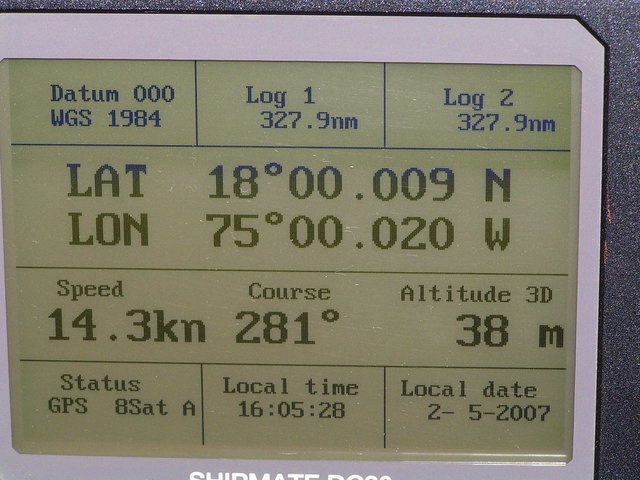 Datum 000 Log 1 Log 2
WGS 1984 327.9nm 327.9nm
LAT 18°00.009 N
LON 75°00.020 W
Speed Course Altitude 3D
14.3kn 281° 38 m
Status Local time Local date
GPS 8Sat A 16:05:28 2- 5-2007